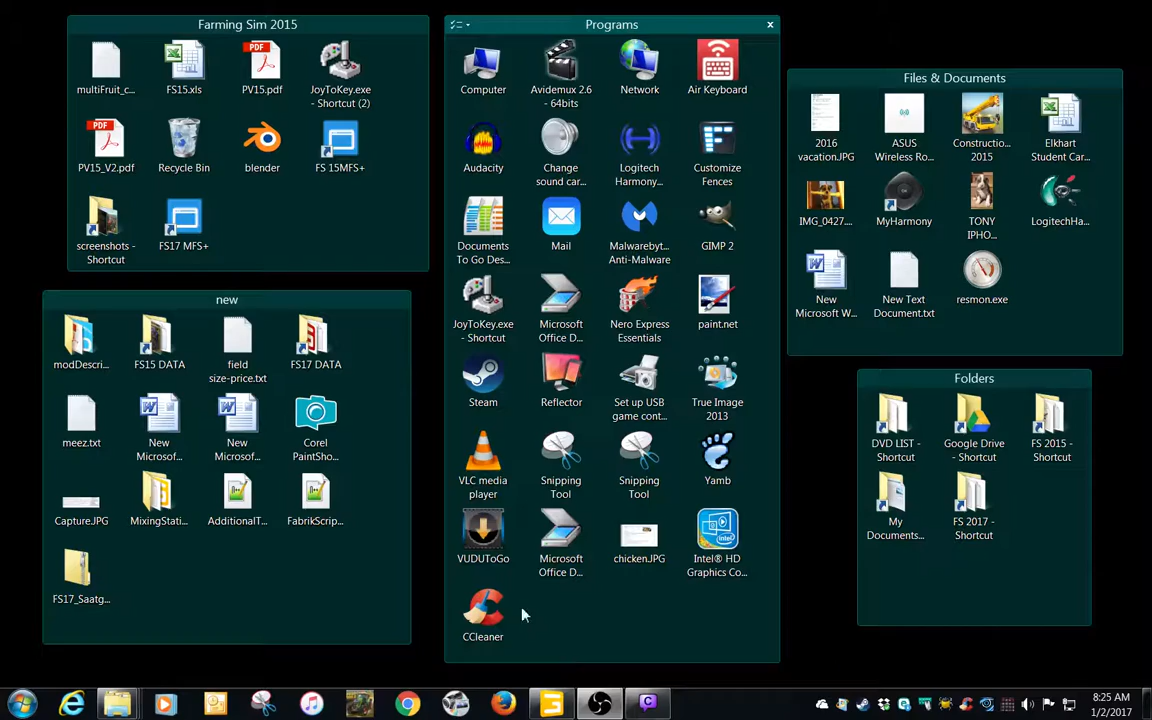 Farming Sim 2015
multiFruit_c...
FS15.xls
PV15.pdf
JoyToKey.exe
- Shortcut (2)
PV15_V2.pdf
Recycle Bin
blender
FS 15MFS+
screenshots -
Shortcut
FS17 MFS+
new
modDescri...
FS15 DATA
field
size-price.txt
FS17 DATA
meez.txt
New
Microsof...
New
Microsof...
Corel
PaintSho...
Capture.JPG
MixingStati...
AdditionalT...
FabrikScrip...
FS17_Saatg...
Programs
Computer
Avidemux 2.6
- 64bits
Network
Air Keyboard
Audacity
Change
sound car...
Logitech
Harmony...
Customize
Fences
Documents
To Go Des...
Mail
Malwarebyt...
Anti-Malware
GIMP 2
JoyToKey.exe
- Shortcut
Microsoft
Office D...
Nero Express
Essentials
paint.net
Steam
Reflector
Set up USB
game cont...
True Image
2013
VLC media
player
Snipping
Tool
Snipping
Tool
Yamb
VUDUToGo
Microsoft
Office D...
chicken.JPG
Intel® HD
Graphics Co...
CCleaner
Files & Documents
2016
vacation.JPG
ASUS
Wireless Ro...
Constructio...
2015
Elkhart
Student Car...
IMG_0427....
MyHarmony
TONY
IPHO...
LogitechHa...
New
Microsoft W...
New Text
Document.txt
resmon.exe
Folders
DVD LIST -
Shortcut
Google Drive
- Shortcut
FS 2015 -
Shortcut
My
Documents...
FS 2017 -
Shortcut
8:25 AM
1/2/2017